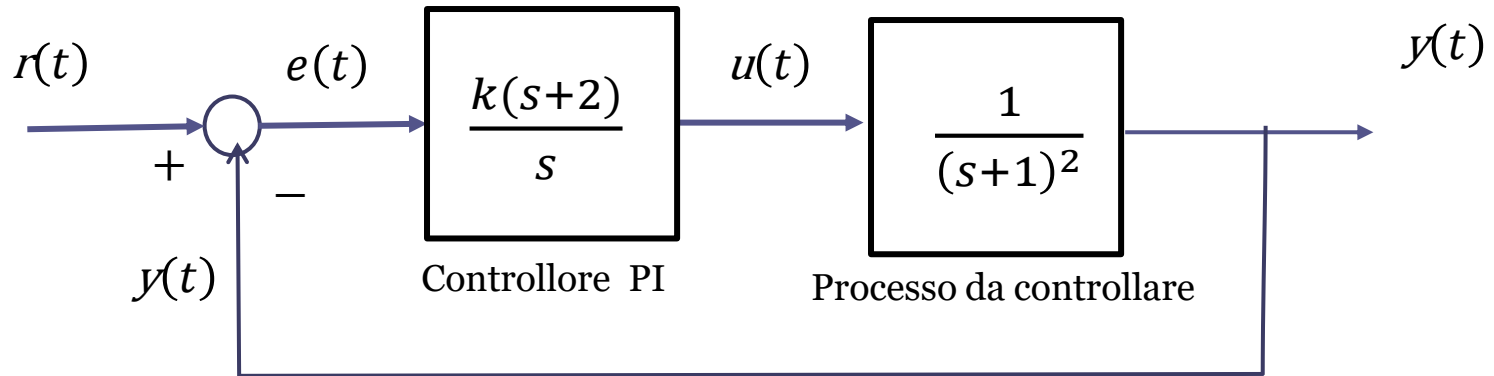 r(t)
+
−
y(t)
e(t)
k(s+2)
s
Controllore PI
u(t)
1
(s+1)²
Processo da controllare
y(t)